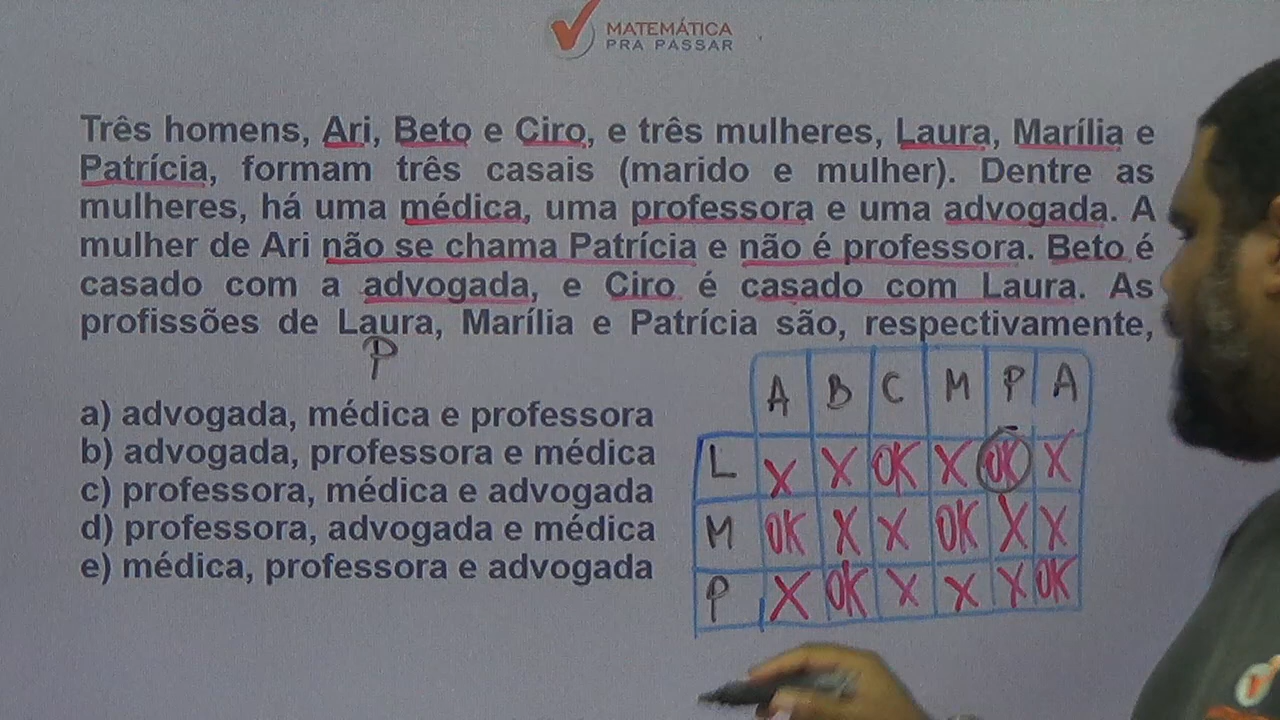 MATEMÁTICA
PRA PASSAR
Três homens, Ari, Beto e Ciro, e três mulheres, Laura, Marília e
Patrícia, formam três casais (marido e mulher). Dentre as
mulheres, há uma médica, uma professora e uma advogada. A
mulher de Ari não se chama Patrícia e não é professora. Beto é
casado com a advogada, e Ciro é casado com Laura. As
profissões de Laura, Marília e Patrícia são, respectivamente,
P
a) advogada, médica e professora
b) advogada, professora e médica
c) professora, médica e advogada
d) professora, advogada e médica
e) médica, professora e advogada
A B C M P A
L X X OK X OK X
M OK X X OK X X
P X OK X X X OK